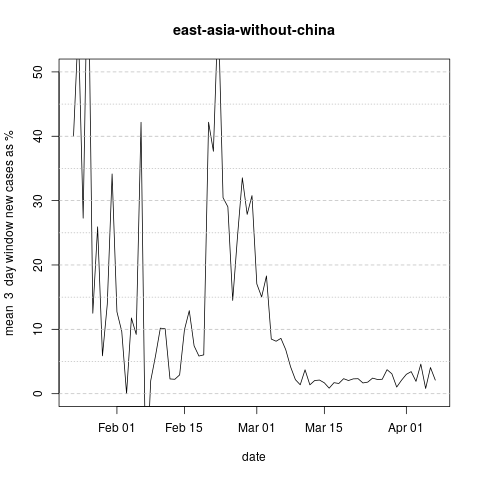 east-asia-without-china
50
40
30
20
10
0
mean 3 day window new cases as %
Feb 01 Feb 15 Mar 01 Mar 15 Apr 01
date